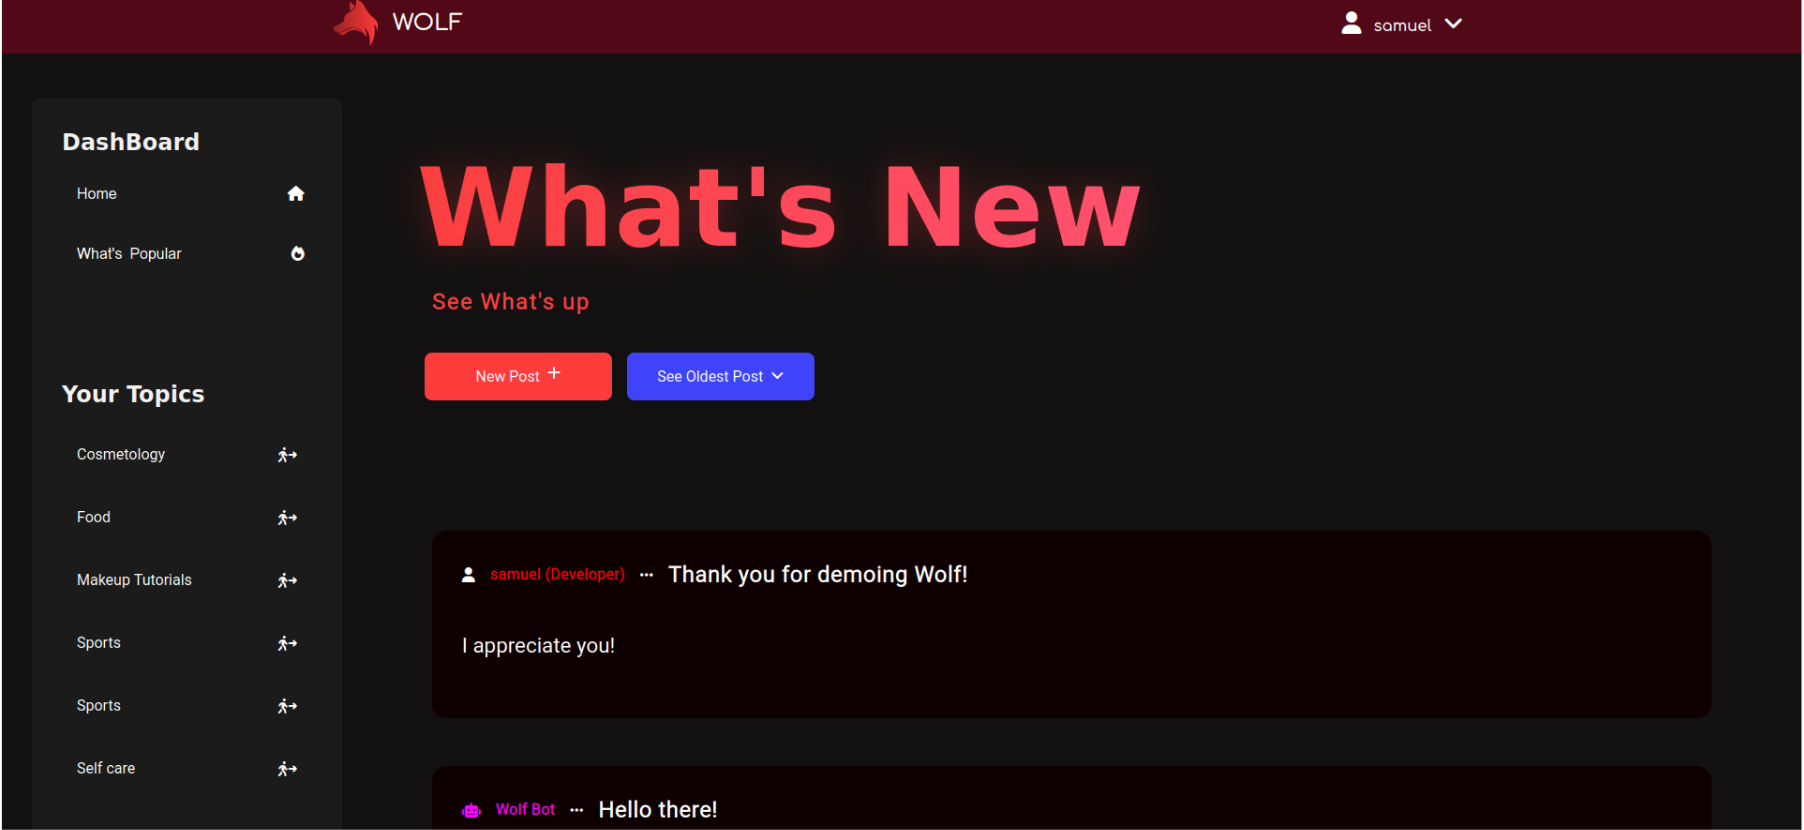 WOLF
samuel
DashBoard
Home
What's Popular
Your Topics
Cosmetology
Food
Makeup Tutorials
Sports
Sports
Self care
What's New
See What's up
New Post +
See Oldest Post
samuel (Developer) ··· Thank you for demoing Wolf!
I appreciate you!
Wolf Bot ··· Hello there!